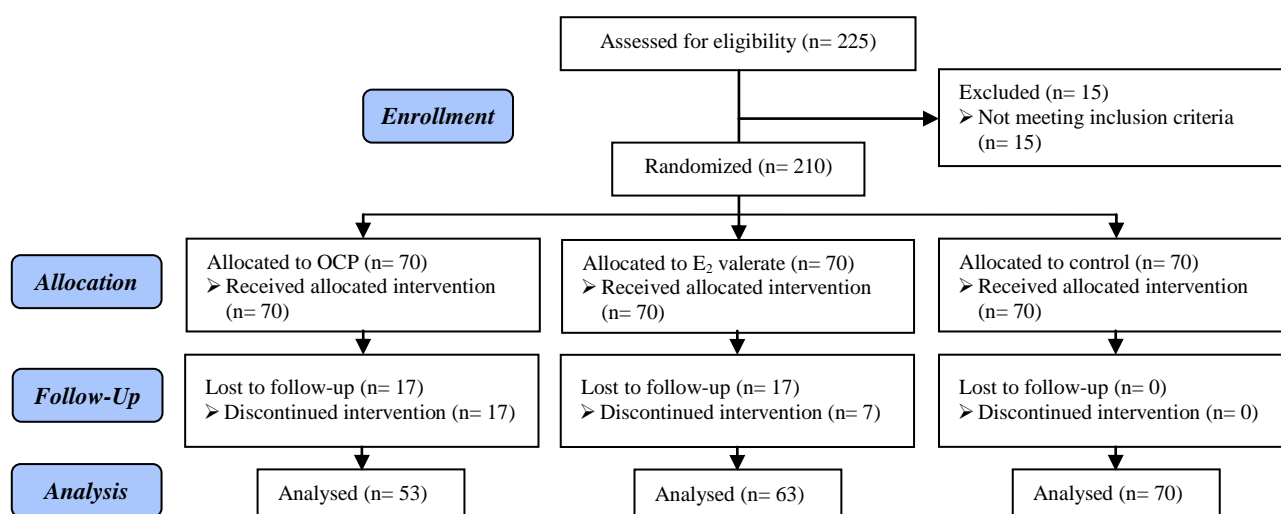 Assessed for eligibility (n= 225)
Enrollment
Excluded (n= 15)
➢ Not meeting inclusion criteria
(n= 15)
Randomized (n= 210)
Allocation
Allocated to OCP (n= 70)
➢ Received allocated intervention
(n= 70)
Allocated to E₂ valerate (n= 70)
➢ Received allocated intervention
(n= 70)
Allocated to control (n= 70)
➢ Received allocated intervention
(n= 70)
Follow-Up
Lost to follow-up (n= 17)
➢ Discontinued intervention (n= 17)
Lost to follow-up (n= 17)
➢ Discontinued intervention (n= 7)
Lost to follow-up (n= 0)
➢ Discontinued intervention (n= 0)
Analysis
Analysed (n= 53)
Analysed (n= 63)
Analysed (n= 70)